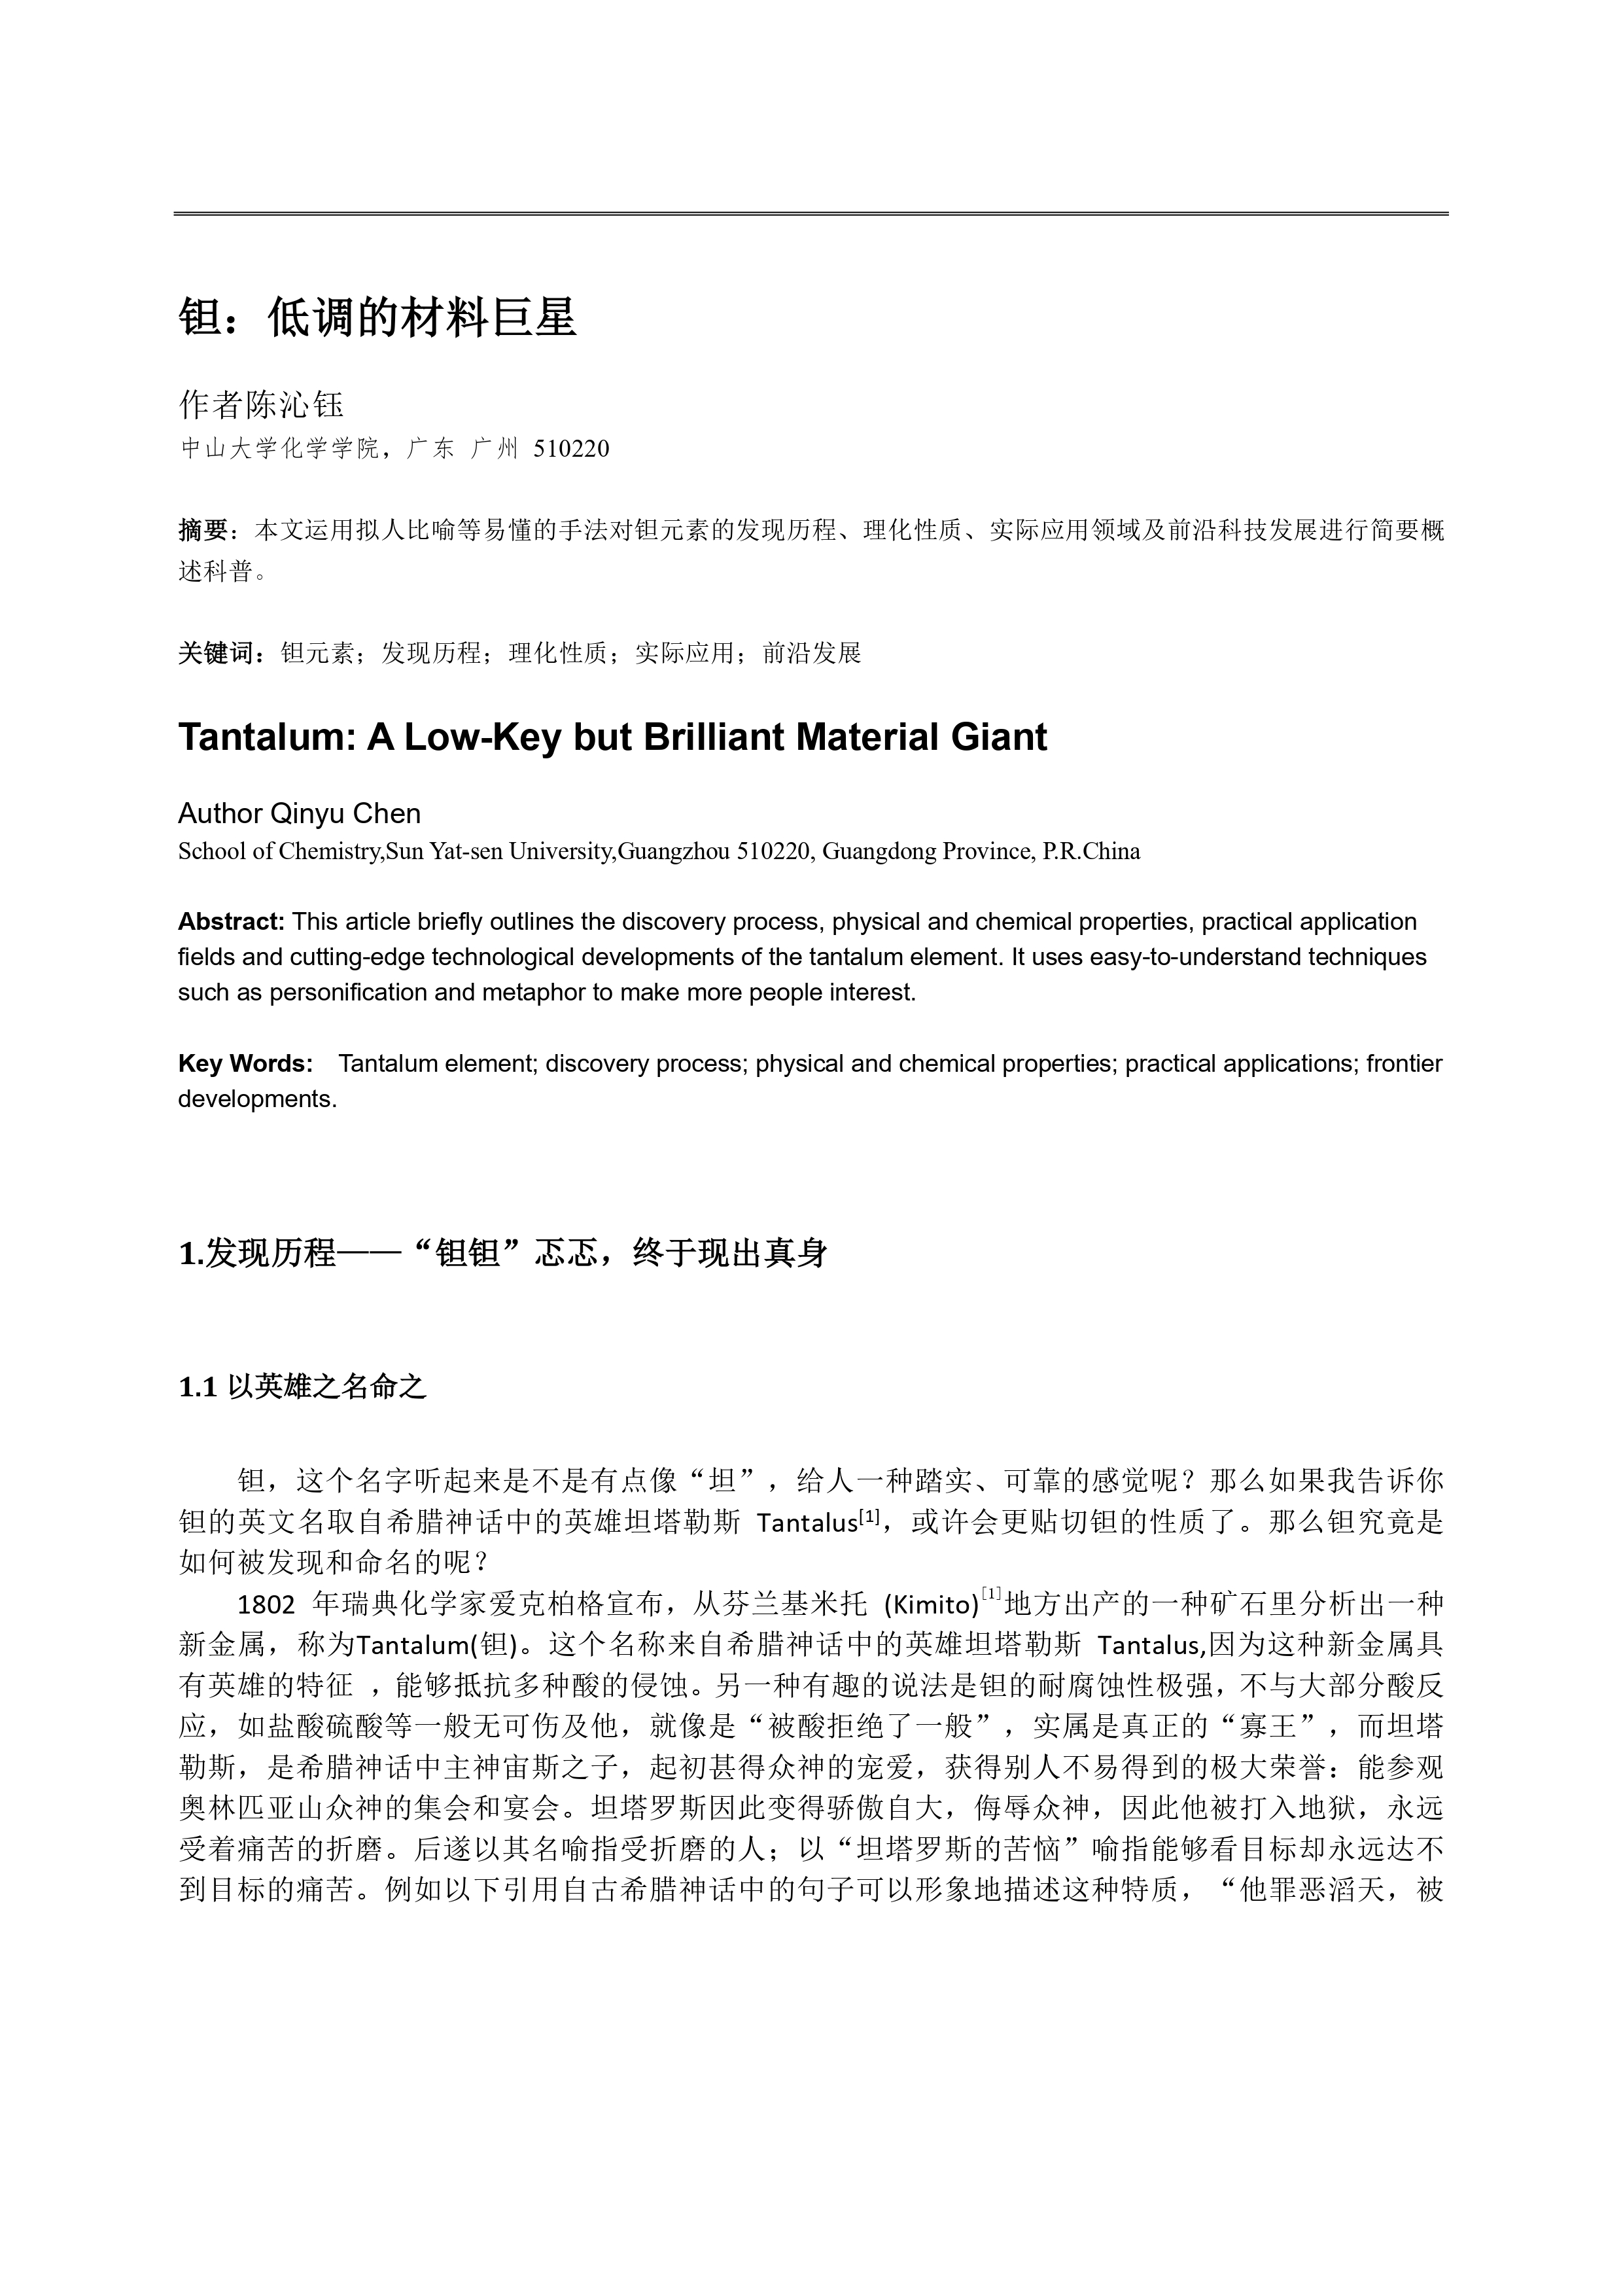 钽：低调的材料巨星
作者陈沁钰
中山大学化学学院，广东 广州 510220
摘要：本文运用拟人比喻等易懂的手法对钽元素的发现历程、理化性质、实际应用领域及前沿科技发展进行简要概
述科普。
关键词：钽元素；发现历程；理化性质；实际应用；前沿发展
Tantalum: A Low-Key but Brilliant Material Giant
Author Qinyu Chen
School of Chemistry,Sun Yat-sen University,Guangzhou 510220, Guangdong Province, P.R.China
Abstract: This article briefly outlines the discovery process, physical and chemical properties, practical application
fields and cutting-edge technological developments of the tantalum element. It uses easy-to-understand techniques
such as personification and metaphor to make more people interest.
Key Words: Tantalum element; discovery process; physical and chemical properties; practical applications; frontier
developments.
1.发现历程——“钽钽”忑忑，终于现出真身
1.1 以英雄之名命之
钽，这个名字听起来是不是有点像“坦”，给人一种踏实、可靠的感觉呢？那么如果我告诉你
钽的英文名取自希腊神话中的英雄坦塔勒斯 Tantalus[1]，或许会更贴切钽的性质了。那么钽究竟是
如何被发现和命名的呢？
1802 年瑞典化学家爱克柏格宣布，从芬兰基米托 (Kimito)[1]地方出产的一种矿石里分析出一种
新金属，称为Tantalum(钽)。这个名称来自希腊神话中的英雄坦塔勒斯 Tantalus,因为这种新金属具
有英雄的特征 ，能够抵抗多种酸的侵蚀。另一种有趣的说法是钽的耐腐蚀性极强，不与大部分酸反
应，如盐酸硫酸等一般无可伤及他，就像是“被酸拒绝了一般”，实属是真正的“寡王”，而坦塔
勒斯，是希腊神话中主神宙斯之子，起初甚得众神的宠爱，获得别人不易得到的极大荣誉：能参观
奥林匹亚山众神的集会和宴会。坦塔罗斯因此变得骄傲自大，侮辱众神，因此他被打入地狱，永远
受着痛苦的折磨。后遂以其名喻指受折磨的人；以“坦塔罗斯的苦恼”喻指能够看目标却永远达不
到目标的痛苦。例如以下引用自古希腊神话中的句子可以形象地描述这种特质，“他罪恶滔天，被